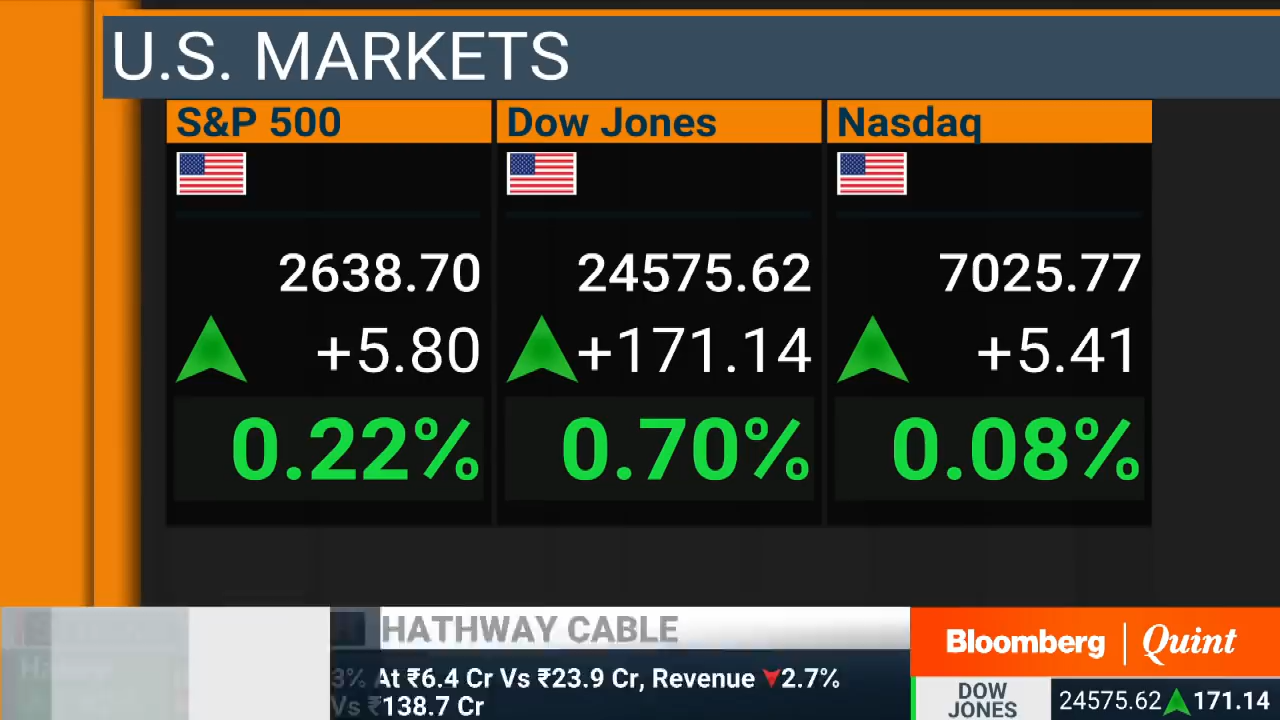 U.S. MARKETS
S&P 500
Dow Jones
Nasdaq
2638.70
24575.62
7025.77
+5.80
+171.14
+5.41
0.22%
0.70%
0.08%
HATHWAY CABLE
3% At ₹6.4 Cr Vs ₹23.9 Cr, Revenue ▼2.7%
Vs ₹138.7 Cr
Bloomberg | Quint
DOW
JONES
24575.62 ▲ 171.14